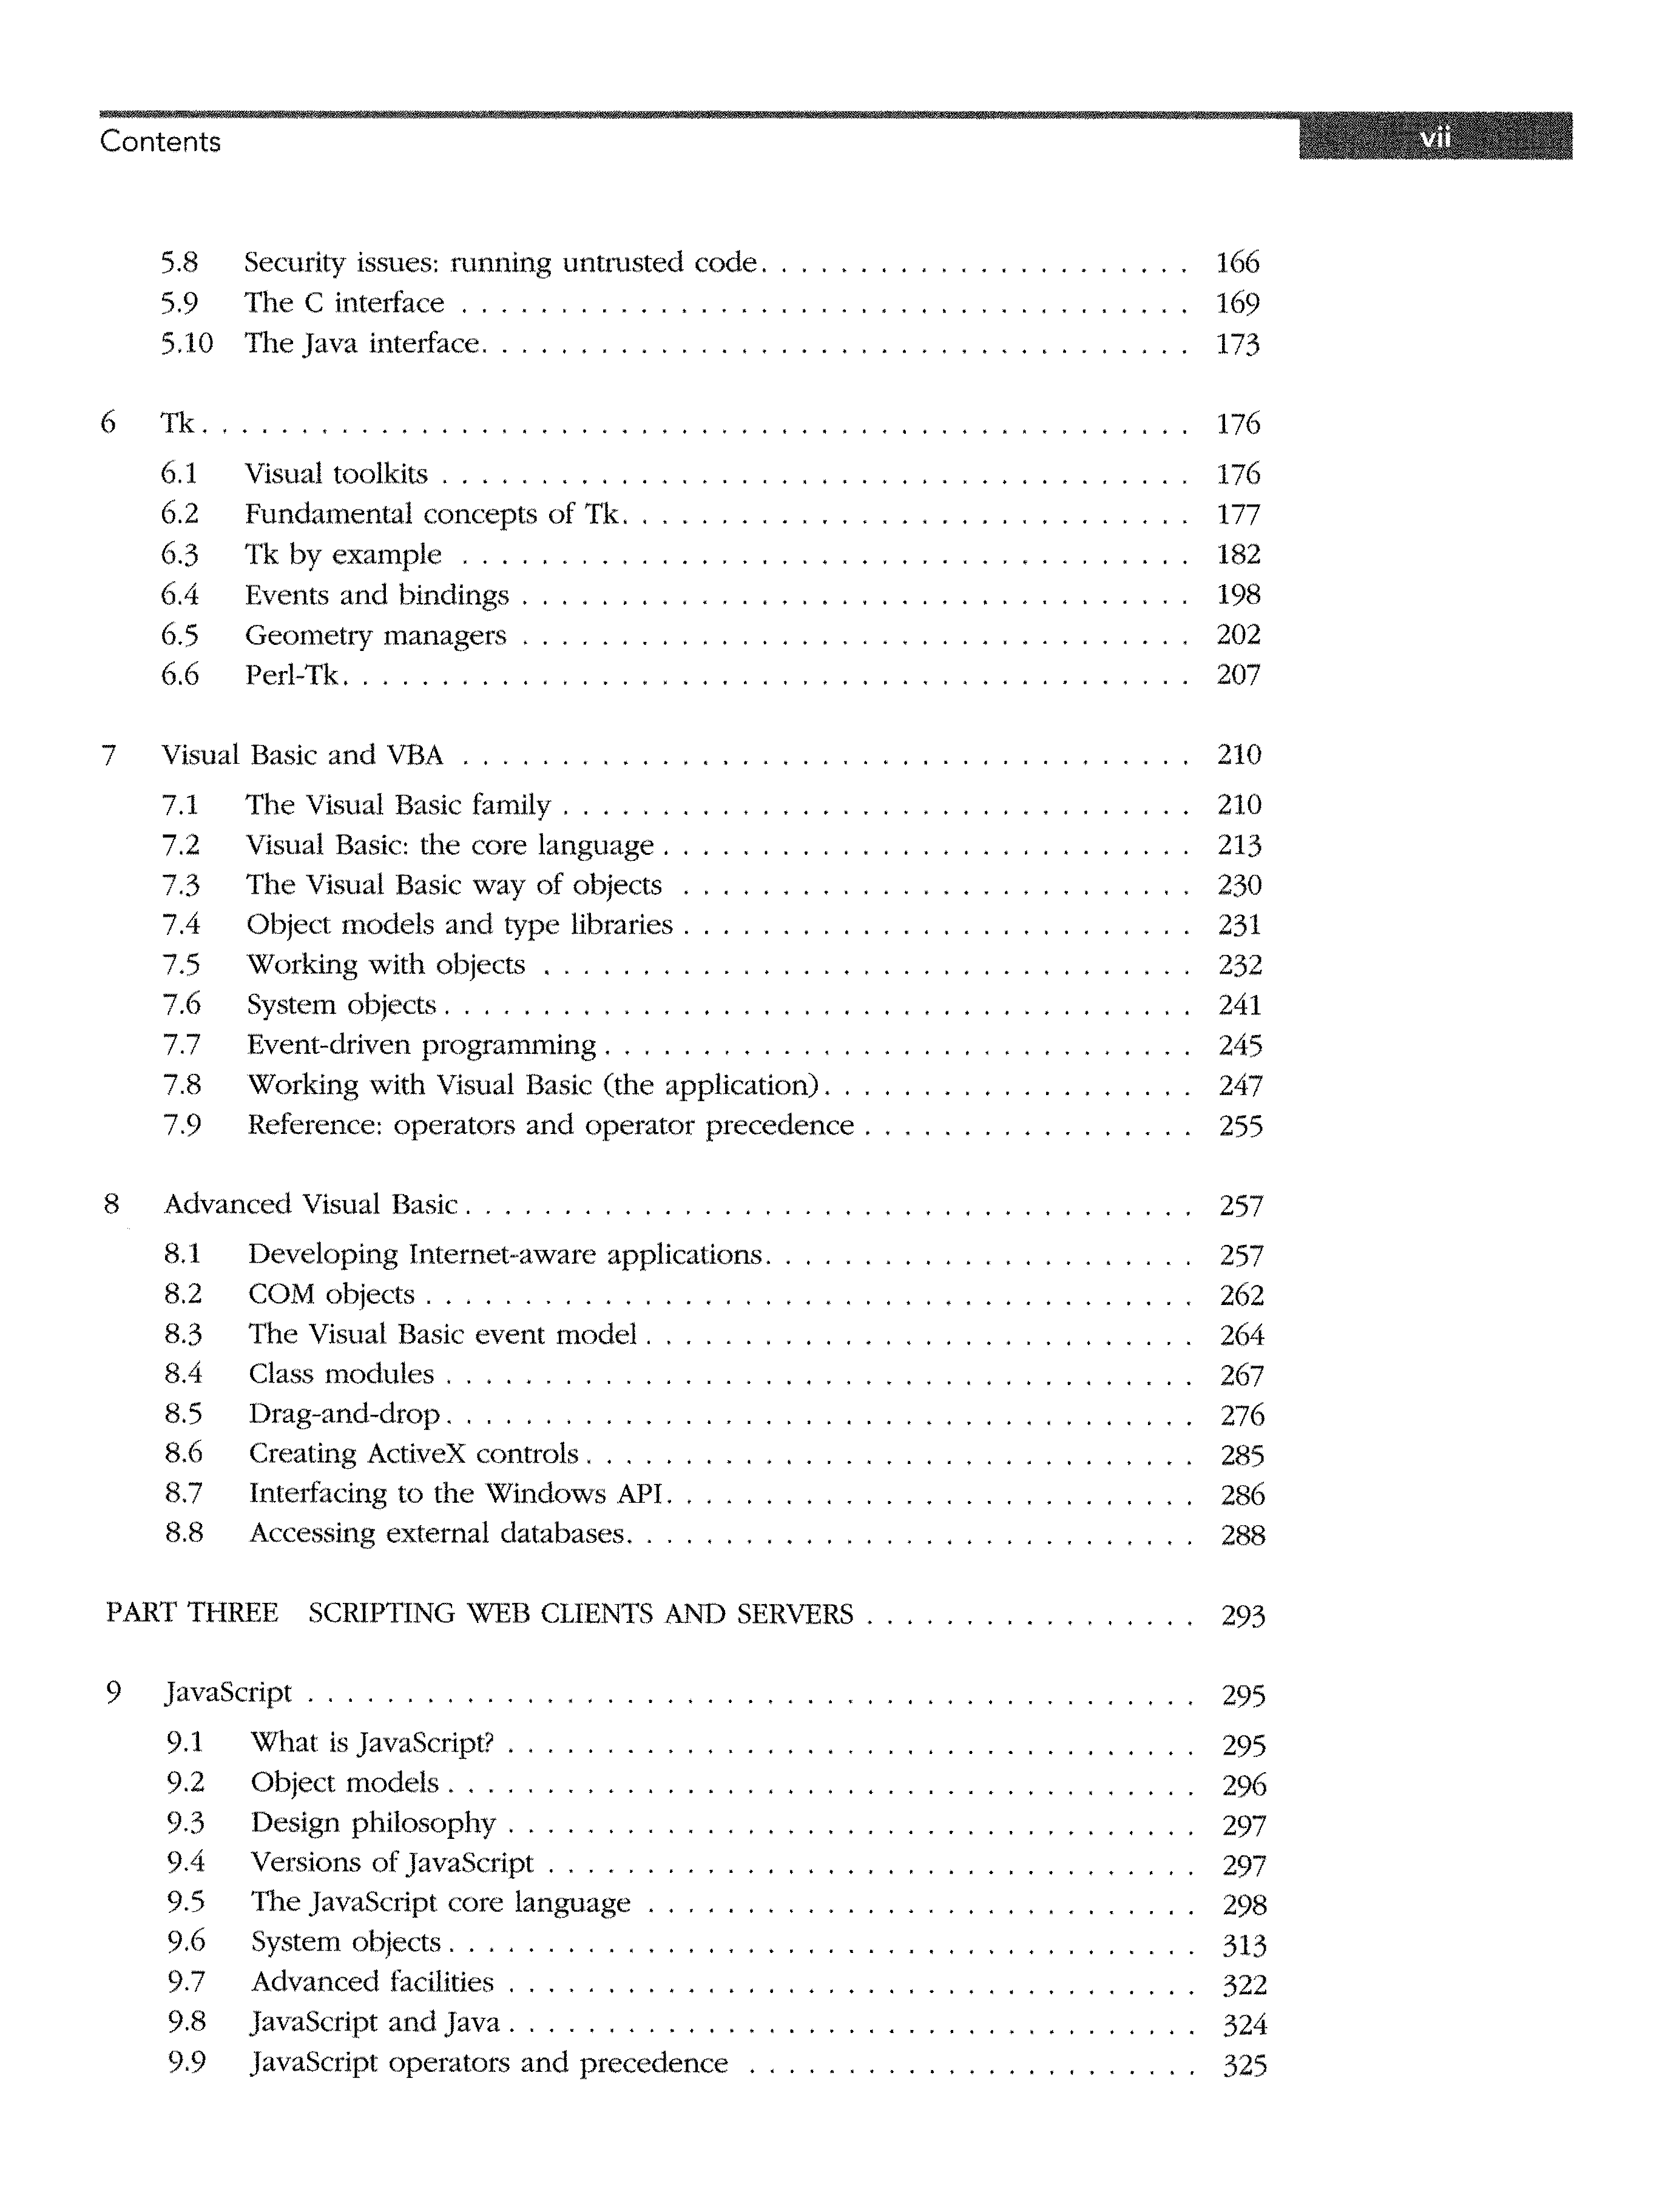 Contents vii
5.8 Security issues: running untrusted code. . . . . . . . . . . . . . . . . . . . . . 166
5.9 The C interface . . . . . . . . . . . . . . . . . . . . . . . . . . . . . . . . . . . . . 169
5.10 The Java interface. . . . . . . . . . . . . . . . . . . . . . . . . . . . . . . . . . . . 173
6 Tk. . . . . . . . . . . . . . . . . . . . . . . . . . . . . . . . . . . . . . . . . . . . . . . . . . 176
6.1 Visual toolkits . . . . . . . . . . . . . . . . . . . . . . . . . . . . . . . . . . . . . . 176
6.2 Fundamental concepts of Tk. . . . . . . . . . . . . . . . . . . . . . . . . . . . . 177
6.3 Tk by example . . . . . . . . . . . . . . . . . . . . . . . . . . . . . . . . . . . . . 182
6.4 Events and bindings . . . . . . . . . . . . . . . . . . . . . . . . . . . . . . . . . . 198
6.5 Geometry managers . . . . . . . . . . . . . . . . . . . . . . . . . . . . . . . . . . 202
6.6 Perl-Tk. . . . . . . . . . . . . . . . . . . . . . . . . . . . . . . . . . . . . . . . . . . 207
7 Visual Basic and VBA . . . . . . . . . . . . . . . . . . . . . . . . . . . . . . . . . . . . . 210
7.1 The Visual Basic family . . . . . . . . . . . . . . . . . . . . . . . . . . . . . . . . 210
7.2 Visual Basic: the core language . . . . . . . . . . . . . . . . . . . . . . . . . . . 213
7.3 The Visual Basic way of objects . . . . . . . . . . . . . . . . . . . . . . . . . . 230
7.4 Object models and type libraries . . . . . . . . . . . . . . . . . . . . . . . . . . 231
7.5 Working with objects . . . . . . . . . . . . . . . . . . . . . . . . . . . . . . . . . 232
7.6 System objects . . . . . . . . . . . . . . . . . . . . . . . . . . . . . . . . . . . . . . 241
7.7 Event-driven programming . . . . . . . . . . . . . . . . . . . . . . . . . . . . . . 245
7.8 Working with Visual Basic (the application). . . . . . . . . . . . . . . . . . . 247
7.9 Reference: operators and operator precedence . . . . . . . . . . . . . . . . . 255
8 Advanced Visual Basic . . . . . . . . . . . . . . . . . . . . . . . . . . . . . . . . . . . . . 257
8.1 Developing Internet-aware applications. . . . . . . . . . . . . . . . . . . . . . 257
8.2 COM objects . . . . . . . . . . . . . . . . . . . . . . . . . . . . . . . . . . . . . . . 262
8.3 The Visual Basic event model . . . . . . . . . . . . . . . . . . . . . . . . . . . . 264
8.4 Class modules . . . . . . . . . . . . . . . . . . . . . . . . . . . . . . . . . . . . . . 267
8.5 Drag-and-drop . . . . . . . . . . . . . . . . . . . . . . . . . . . . . . . . . . . . . . 276
8.6 Creating ActiveX controls . . . . . . . . . . . . . . . . . . . . . . . . . . . . . . . 285
8.7 Interfacing to the Windows API. . . . . . . . . . . . . . . . . . . . . . . . . . . 286
8.8 Accessing external databases. . . . . . . . . . . . . . . . . . . . . . . . . . . . . 288
PART THREE SCRIPTING WEB CLIENTS AND SERVERS . . . . . . . . . . . . . . . . . 293
9 JavaScript . . . . . . . . . . . . . . . . . . . . . . . . . . . . . . . . . . . . . . . . . . . . . 295
9.1 What is JavaScript? . . . . . . . . . . . . . . . . . . . . . . . . . . . . . . . . . . . 295
9.2 Object models . . . . . . . . . . . . . . . . . . . . . . . . . . . . . . . . . . . . . . 296
9.3 Design philosophy . . . . . . . . . . . . . . . . . . . . . . . . . . . . . . . . . . . 297
9.4 Versions of JavaScript . . . . . . . . . . . . . . . . . . . . . . . . . . . . . . . . . 297
9.5 The JavaScript core language . . . . . . . . . . . . . . . . . . . . . . . . . . . . 298
9.6 System objects . . . . . . . . . . . . . . . . . . . . . . . . . . . . . . . . . . . . . . 313
9.7 Advanced facilities . . . . . . . . . . . . . . . . . . . . . . . . . . . . . . . . . . . 322
9.8 JavaScript and Java . . . . . . . . . . . . . . . . . . . . . . . . . . . . . . . . . . . 324
9.9 JavaScript operators and precedence . . . . . . . . . . . . . . . . . . . . . . . 325